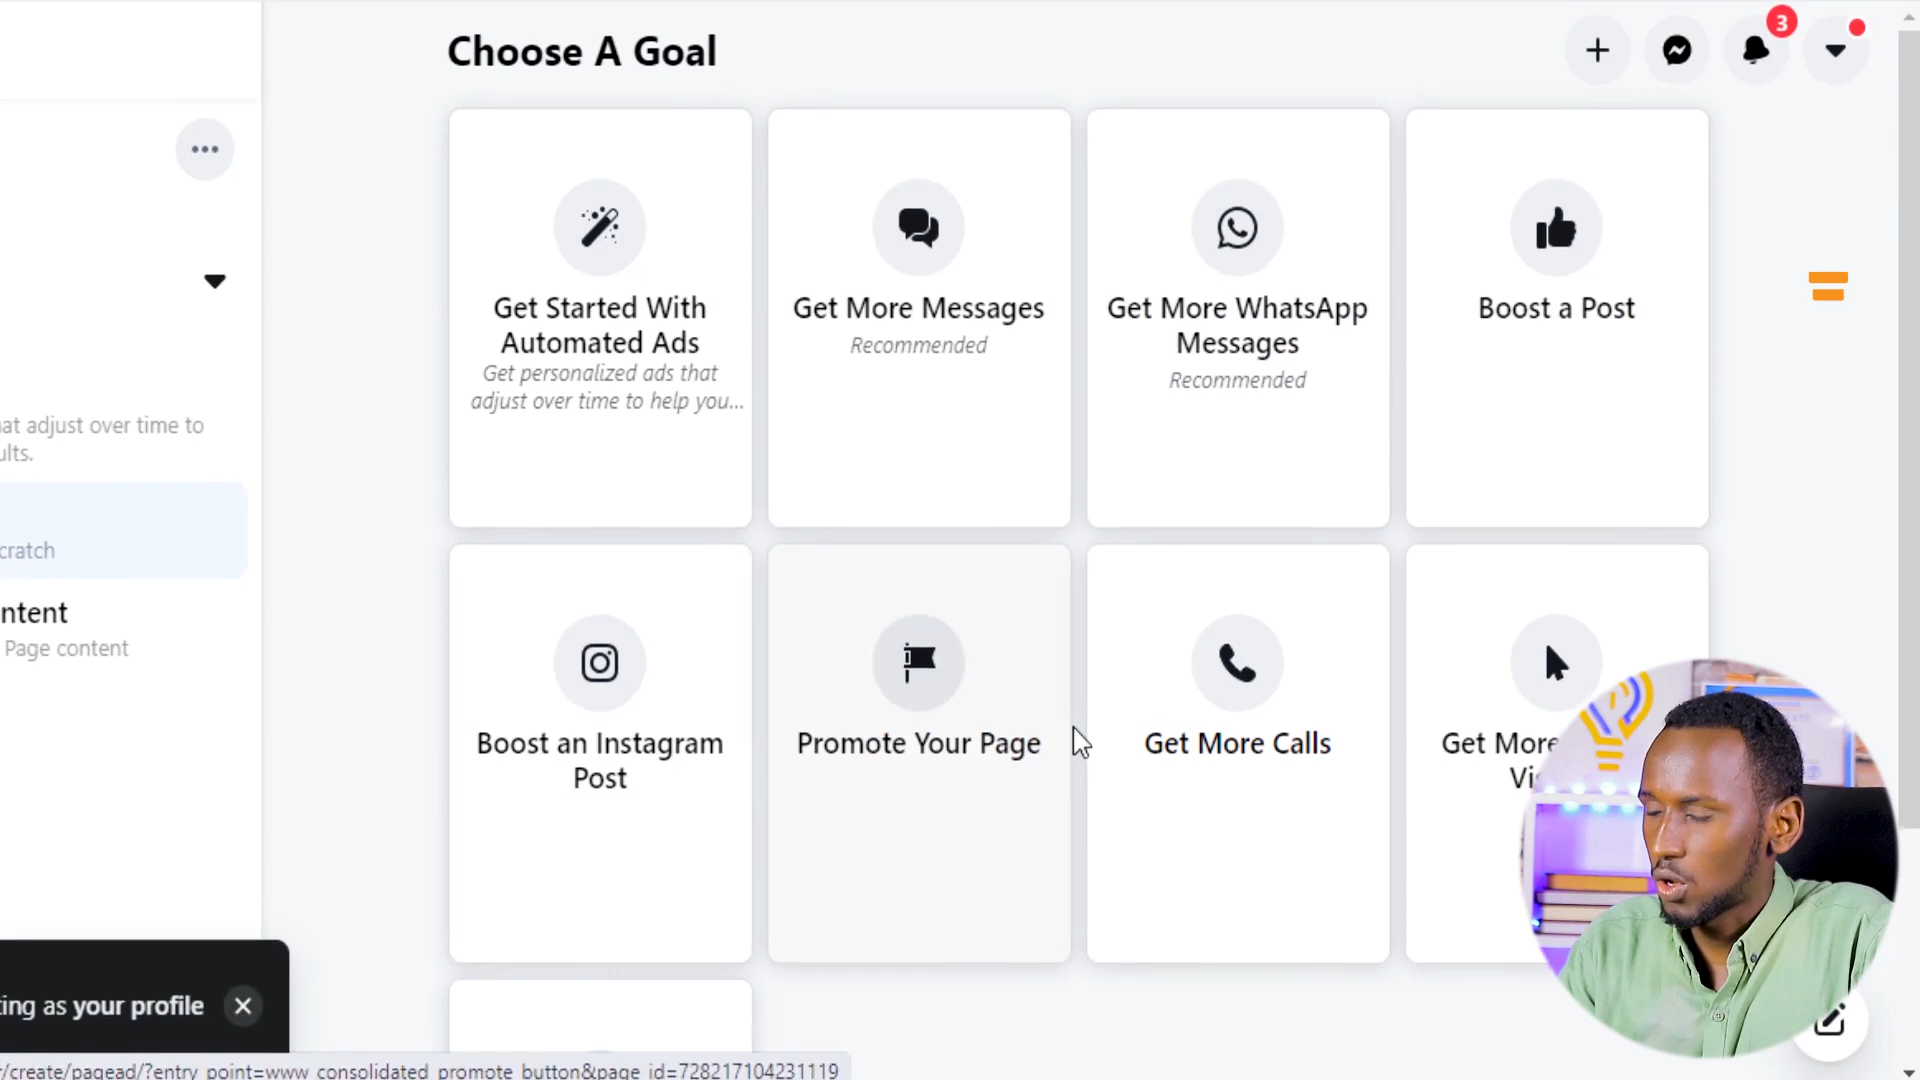 Choose A Goal
3
Get Started With
Automated Ads
Get personalized ads that
adjust over time to help you...
Get More Messages
Recommended
Get More WhatsApp
Messages
Recommended
Boost a Post
at adjust over time to
ults.
cratch
ntent
Page content
Boost an Instagram
Post
Promote Your Page
Get More Calls
Get More
Vi
ting as your profile
/create/pagead/?entry_point=www_consolidated_promote_button&page_id=728217104231119